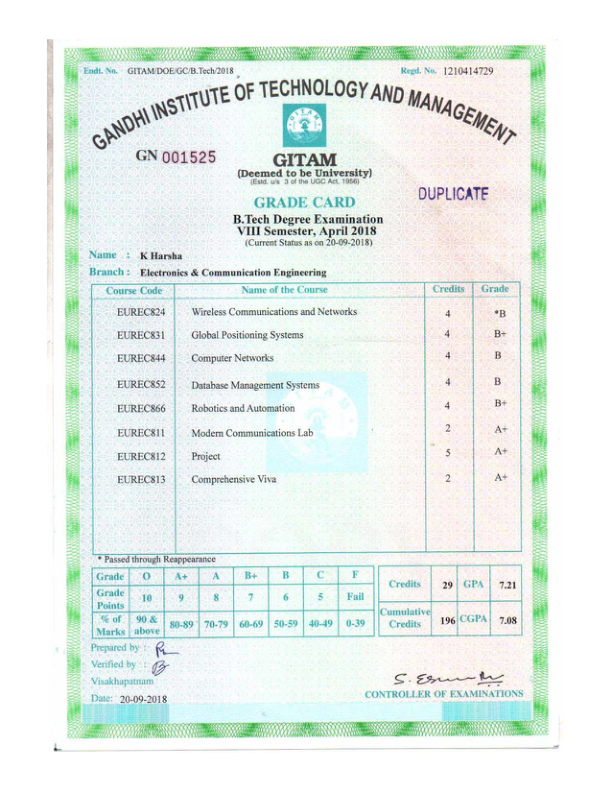 Endt. No. GITAM/DOE/GC/B.Tech/2018 Regd. No. 1210414729
GANDHI INSTITUTE OF TECHNOLOGY AND MANAGEMENT
GITAM
GN 001525
GITAM
(Deemed to be University)
(Estd. u/s 3 of the UGC Act, 1956)
DUPLICATE
GRADE CARD
B.Tech Degree Examination
VIII Semester, April 2018
(Current Status as on 20-09-2018)
Name : K Harsha
Branch : Electronics & Communication Engineering
Course Code Name of the Course Credits Grade
EUREC824 Wireless Communications and Networks 4 *B
EUREC831 Global Positioning Systems 4 B+
EUREC844 Computer Networks 4 B
EUREC852 Database Management Systems 4 B
EUREC866 Robotics and Automation 4 B+
EUREC811 Modern Communications Lab 2 A+
EUREC812 Project 5 A+
EUREC813 Comprehensive Viva 2 A+
* Passed through Reappearance
Grade O A+ A B+ B C F
Grade Points 10 9 8 7 6 5 Fail
% of Marks 90 & above 80-89 70-79 60-69 50-59 40-49 0-39
Credits 29 GPA 7.21
Cumulative Credits 196 CGPA 7.08
Prepared by :
Verified by :
Visakhapatnam
Date: 20-09-2018
CONTROLLER OF EXAMINATIONS